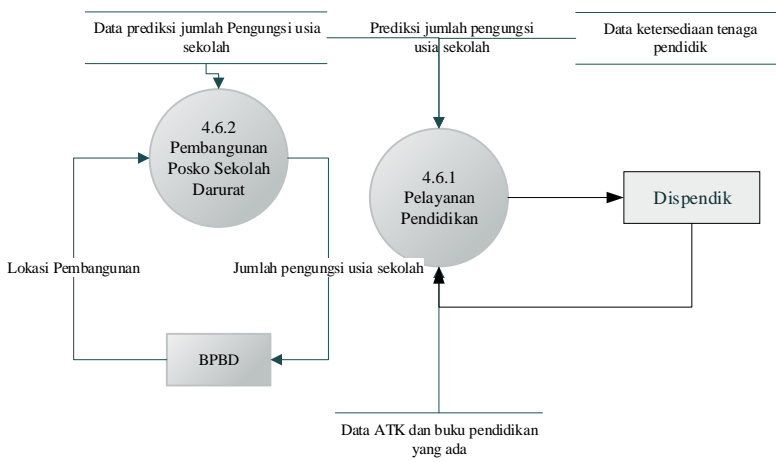 Data prediksi jumlah Pengungsi usia
sekolah
Prediksi jumlah pengungsi
usia sekolah
Data ketersediaan tenaga
pendidik
4.6.2
Pembangunan
Posko Sekolah
Darurat
4.6.1
Pelayanan
Pendidikan
Dispendik
Lokasi Pembangunan
Jumlah pengungsi usia sekolah
BPBD
Data ATK dan buku pendidikan
yang ada